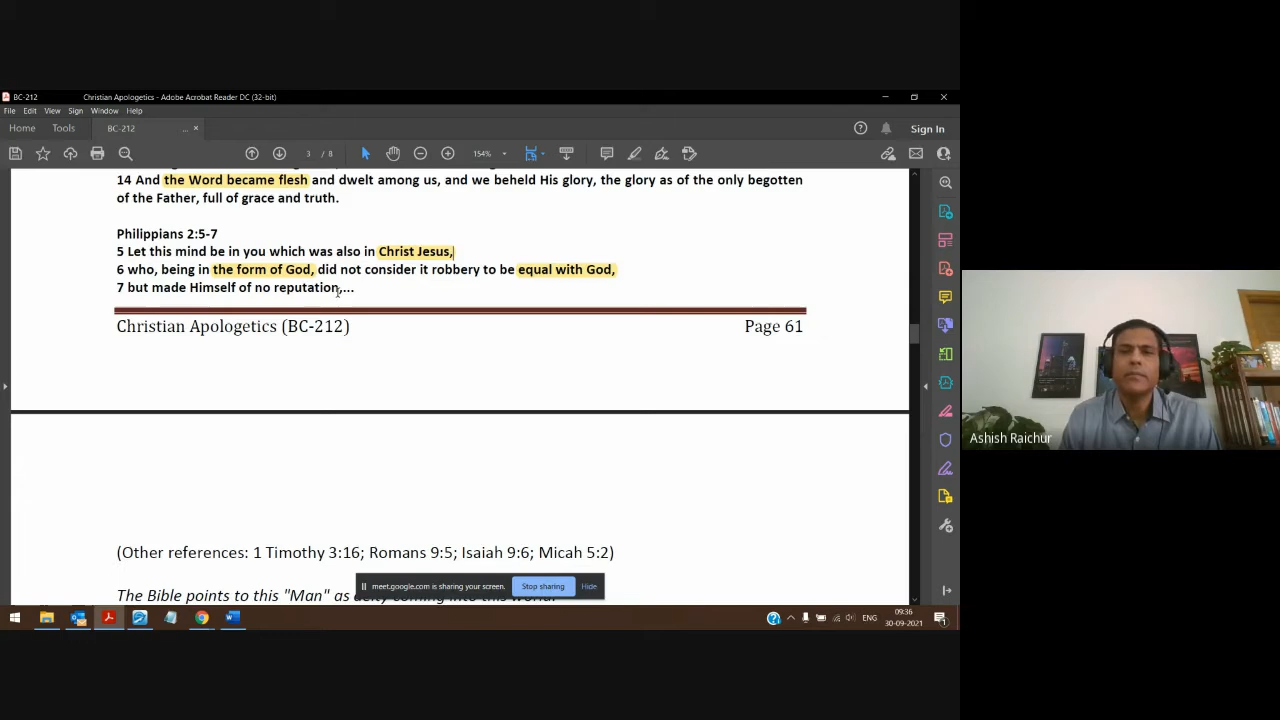 BC-212 Christian Apologetics - Adobe Acrobat Reader DC (32-bit)
File Edit View Sign Window Help
Home Tools BC-212 ... × Sign In
3 / 8 154%
14 And the Word became flesh and dwelt among us, and we beheld His glory, the glory as of the only begotten
of the Father, full of grace and truth.
Philippians 2:5-7
5 Let this mind be in you which was also in Christ Jesus,
6 who, being in the form of God, did not consider it robbery to be equal with God,
7 but made Himself of no reputation,...
Christian Apologetics (BC-212) Page 61
Ashish Raichur
(Other references: 1 Timothy 3:16; Romans 9:5; Isaiah 9:6; Micah 5:2)
The Bible points to this "Man" as deity coming into this world.
meet.google.com is sharing your screen. Stop sharing Hide
ENG 09:36
30-09-2021